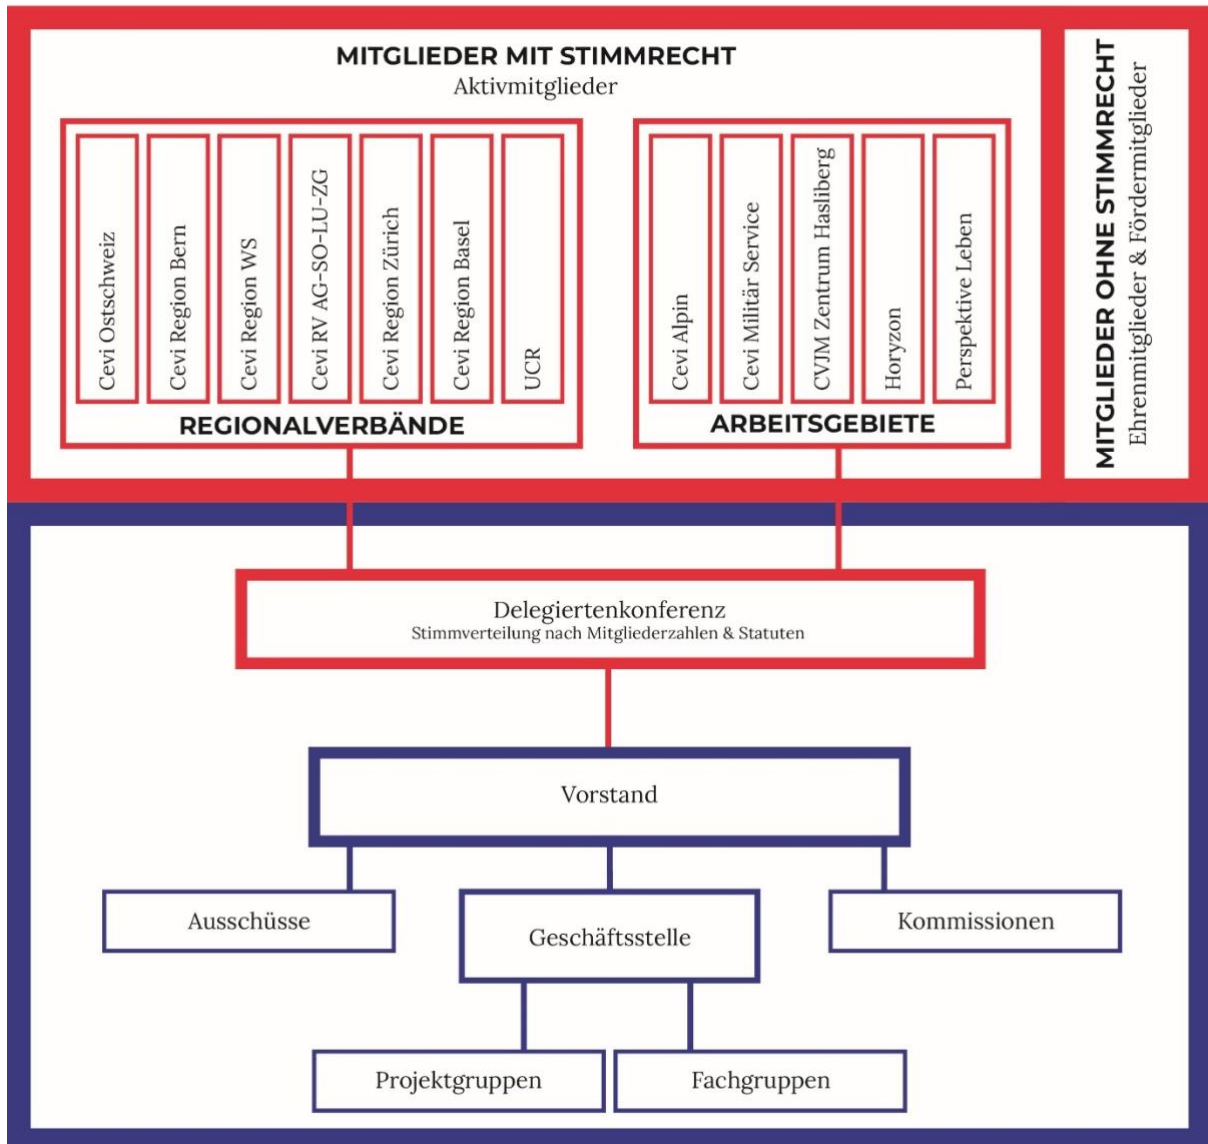 MITGLIEDER MIT STIMMRECHT
Aktivmitglieder
Cevi Ostschweiz
Cevi Region Bern
Cevi Region WS
Cevi RV AG-SO-LU-ZG
Cevi Region Zürich
Cevi Region Basel
UCR
REGIONALVERBÄNDE
Cevi Alpin
Cevi Militär Service
CVJM Zentrum Hasliberg
Horyzon
Perspektive Leben
ARBEITSGEBIETE
MITGLIEDER OHNE STIMMRECHT
Ehrenmitglieder & Fördermitglieder
Delegiertenkonferenz
Stimmverteilung nach Mitgliederzahlen & Statuten
Vorstand
Ausschüsse
Geschäftsstelle
Kommissionen
Projektgruppen
Fachgruppen